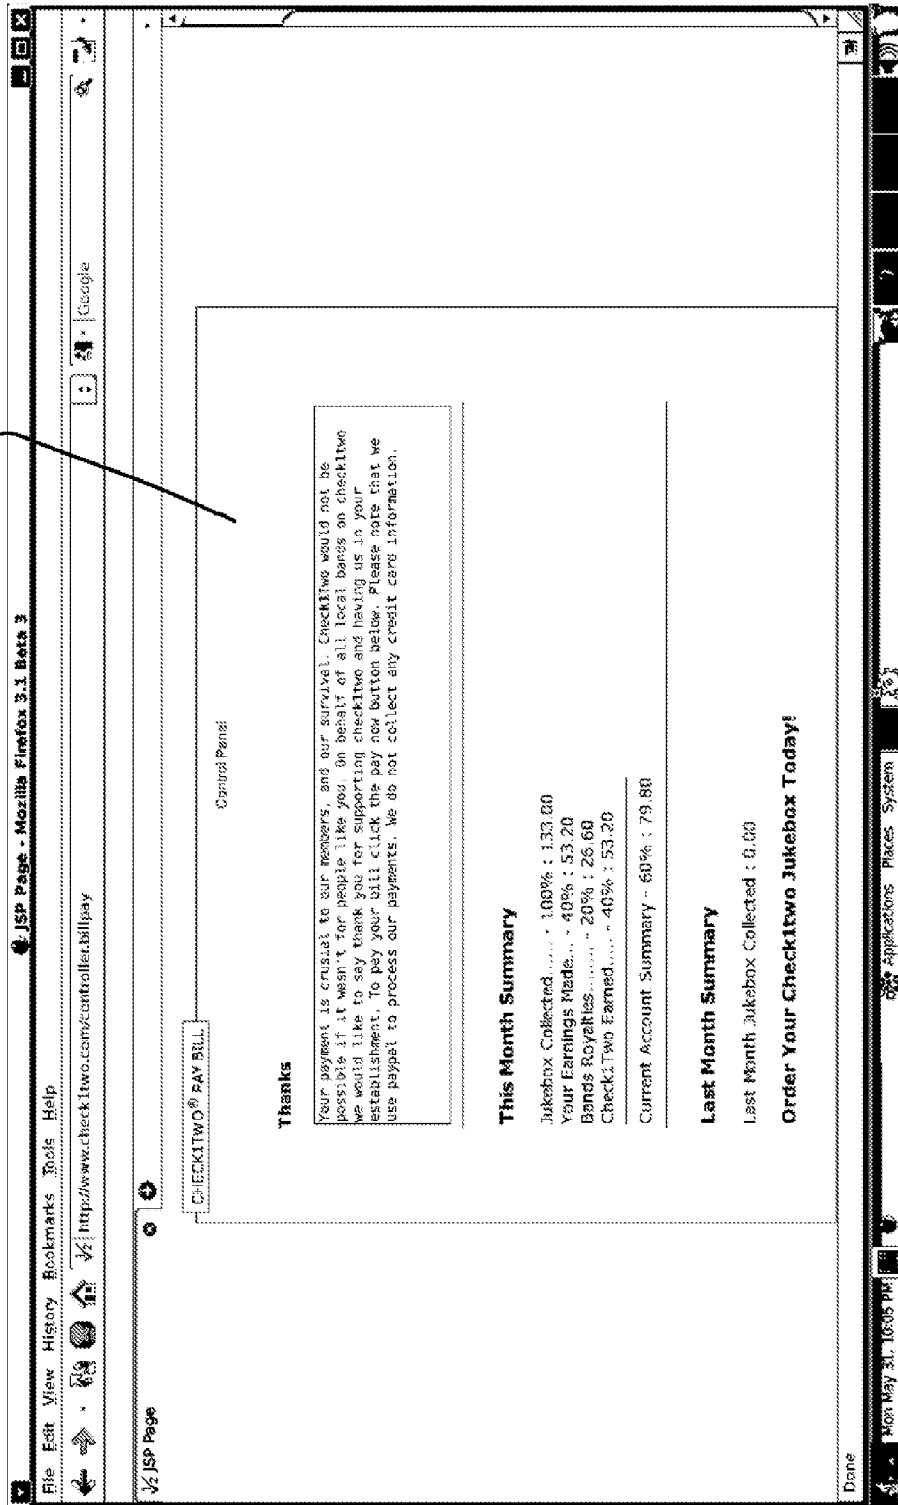 JSP Page - Mozilla Firefox 3.1 Beta 3
File Edit View History Bookmarks Tools Help
½ http://www.check1two.com/controller.billpay
Google
½ JSP Page
CHECK1TWO® PAY BILL
Control Panel
Thanks
Your payment is crusial to our members, and our survival. Check1Two would not be
possible if it wasn't for people like you. On behalf of all local bands on check1two
we would like to say thank you for supporting check1two and having us in your
establishment. To pay your bill click the pay now button below. Please note that we
use paypal to process our payments. We do not collect any credit card information.
This Month Summary
Jukebox Collected....... - 100% : 133.00
Your Earnings Made... - 40% : 53.20
Bands Royalties......... - 20% : 26.60
Check1Two Earned...... - 40% : 53.20
Current Account Summary - 60% : 79.80
Last Month Summary
Last Month Jukebox Collected : 0.00
Order Your Check1two Jukebox Today!
Done
Mon May 31, 10:05 PM
Applications Places System